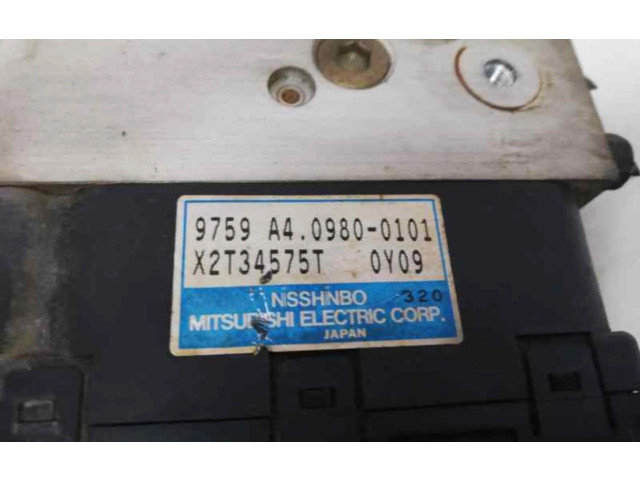 9759 A4.0980-0101
X2T34575T 0Y09
NISSHINBO 320
MITSUBISHI ELECTRIC CORP.
JAPAN